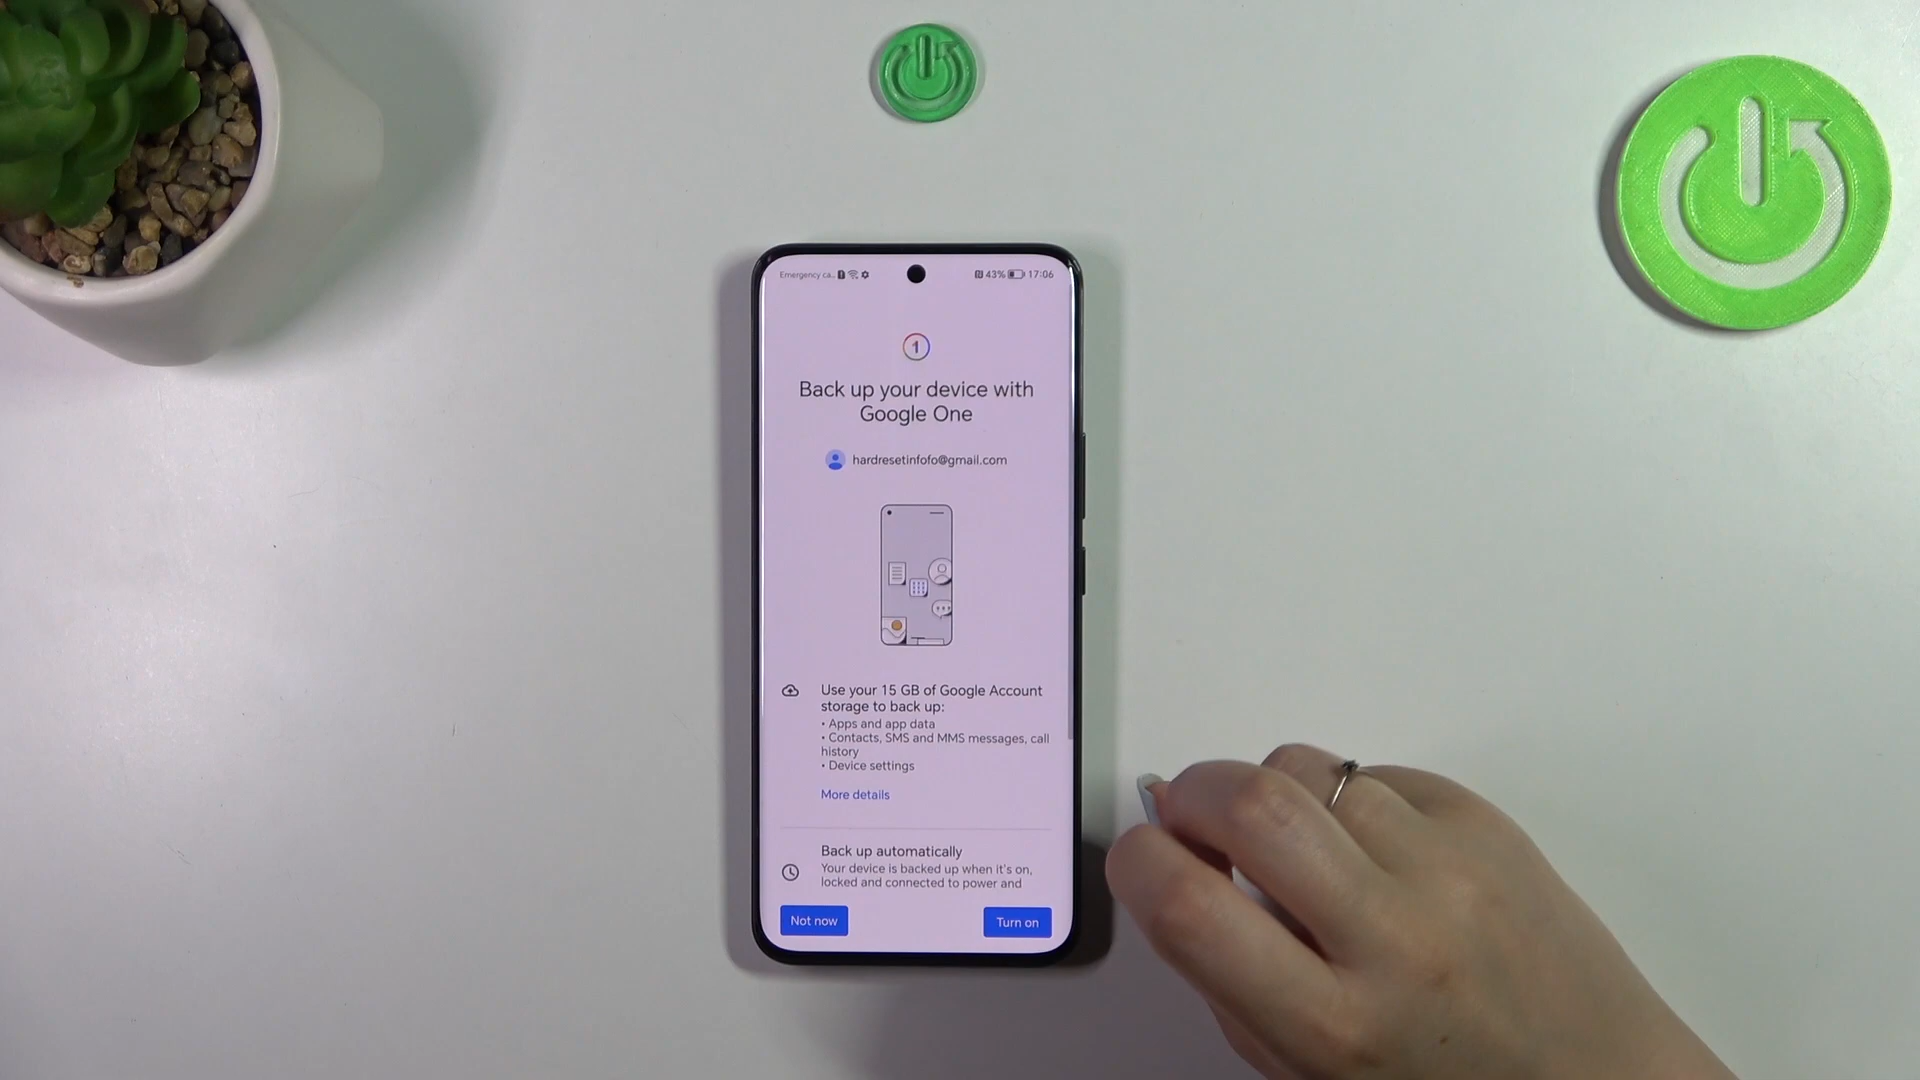 Emergency ca... 43% 17:06
1
Back up your device with
Google One
hardresetinfofo@gmail.com
Use your 15 GB of Google Account
storage to back up:
• Apps and app data
• Contacts, SMS and MMS messages, call
history
• Device settings
More details
Back up automatically
Your device is backed up when it's on,
locked and connected to power and
Not now
Turn on